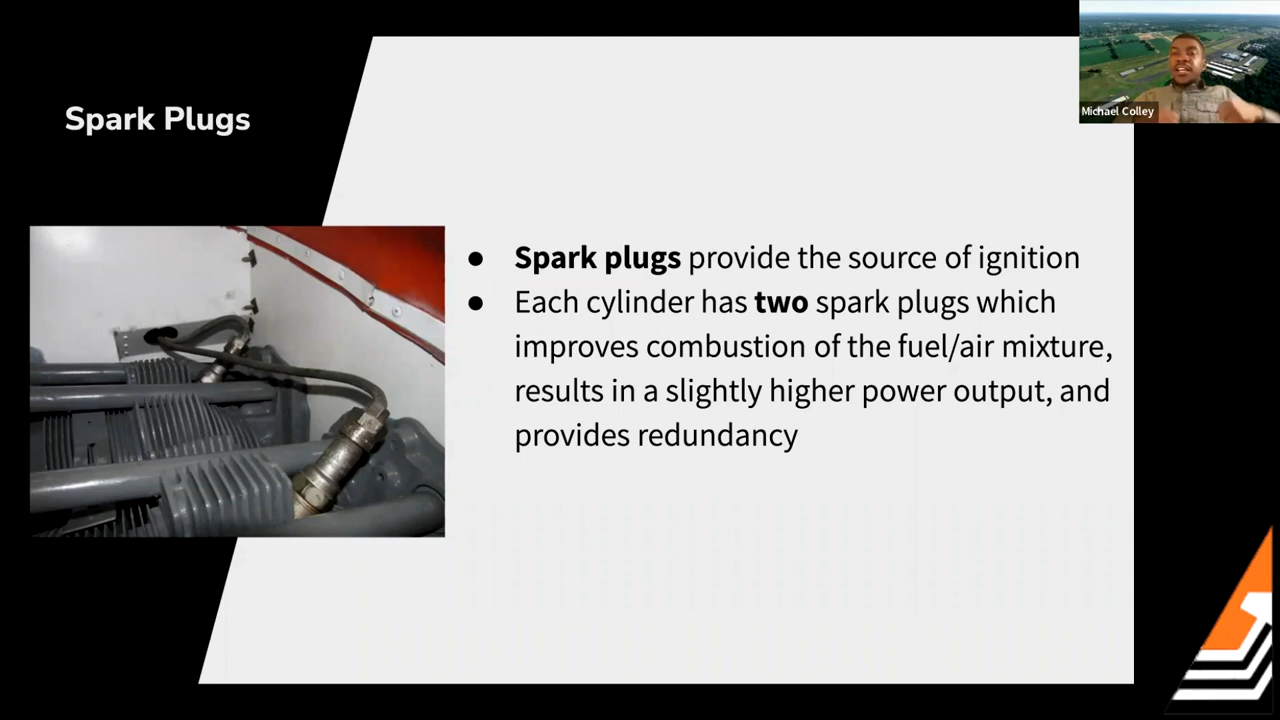 Spark Plugs
Michael Colley
● Spark plugs provide the source of ignition
● Each cylinder has two spark plugs which
improves combustion of the fuel/air mixture,
results in a slightly higher power output, and
provides redundancy